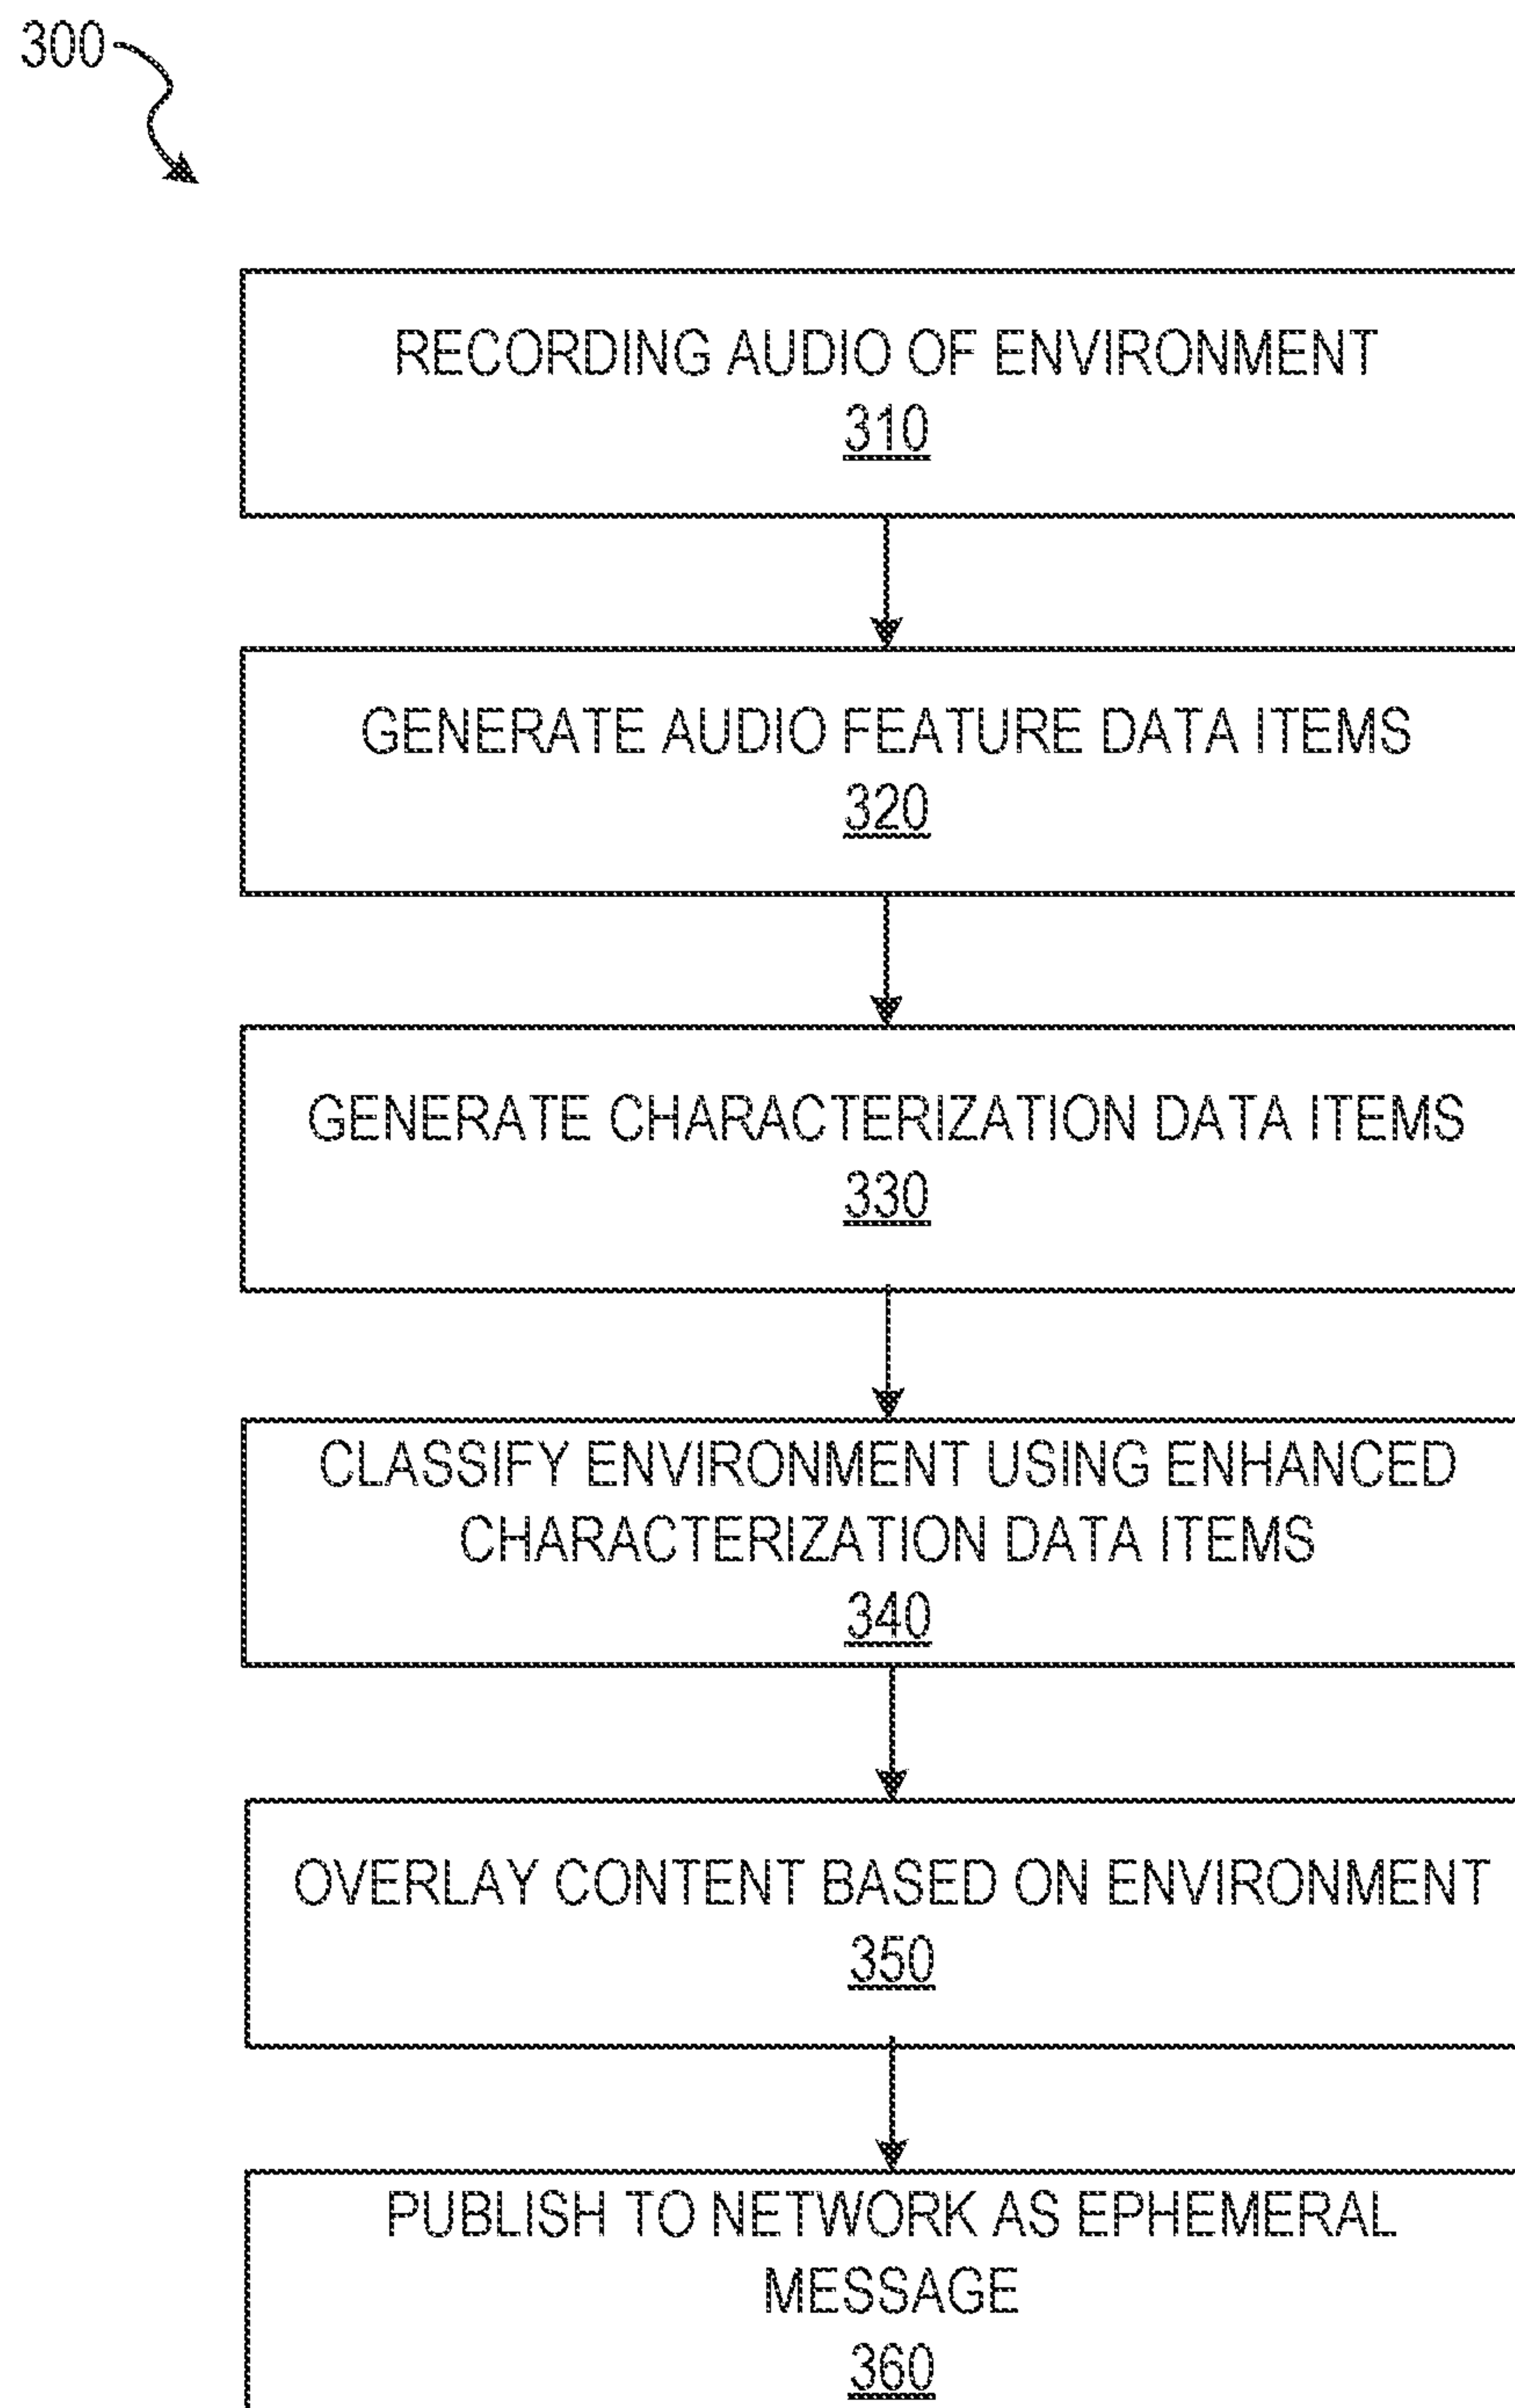 300
RECORDING AUDIO OF ENVIRONMENT
310
GENERATE AUDIO FEATURE DATA ITEMS
320
GENERATE CHARACTERIZATION DATA ITEMS
330
CLASSIFY ENVIRONMENT USING ENHANCED
CHARACTERIZATION DATA ITEMS
340
OVERLAY CONTENT BASED ON ENVIRONMENT
350
PUBLISH TO NETWORK AS EPHEMERAL
MESSAGE
360